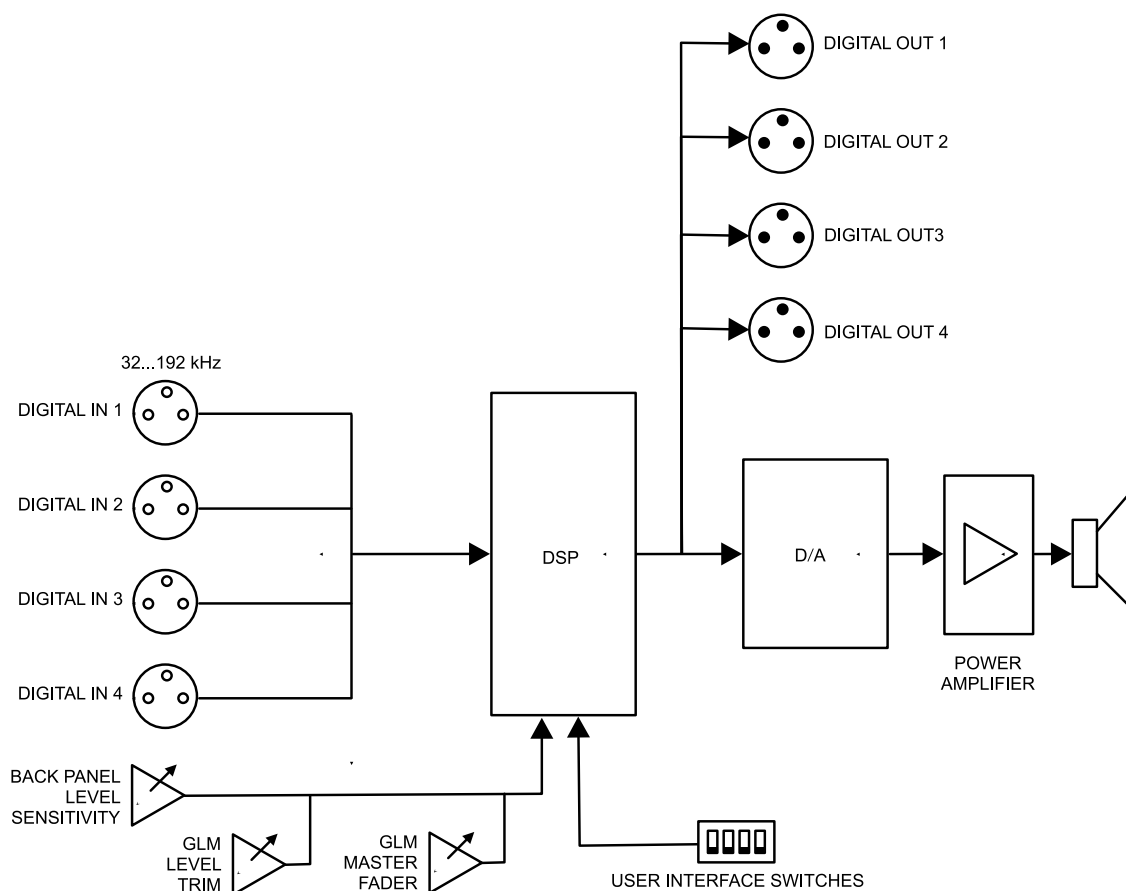 DIGITAL OUT 1
DIGITAL OUT 2
DIGITAL OUT3
DIGITAL OUT 4
32...192 kHz
DIGITAL IN 1
DIGITAL IN 2
DIGITAL IN 3
DIGITAL IN 4
DSP
D/A
POWER
AMPLIFIER
BACK PANEL
LEVEL
SENSITIVITY
GLM
LEVEL
TRIM
GLM
MASTER
FADER
USER INTERFACE SWITCHES